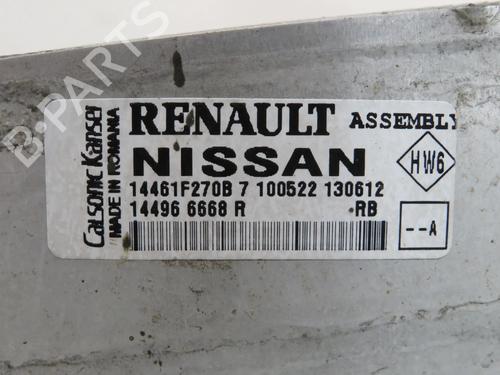 Calsonic Kansei
MADE IN ROMANIA
RENAULT ASSEMBLY
NISSAN
HW6
14461F270B 7 100522 130612
14496 6668 R RB
--A
B-PARTS